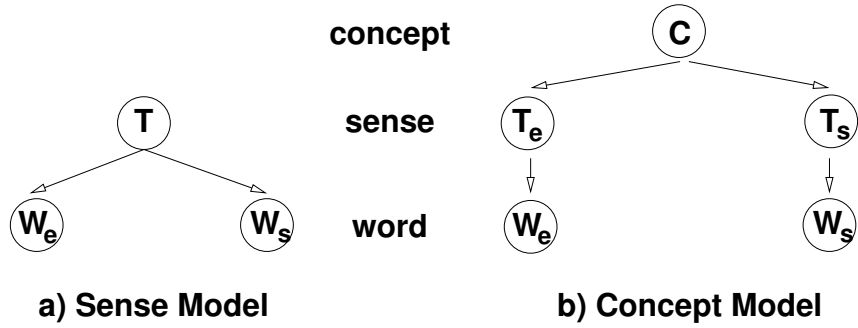 concept
C
T
sense
Te
Ts
We
Ws
word
We
Ws
a) Sense Model
b) Concept Model